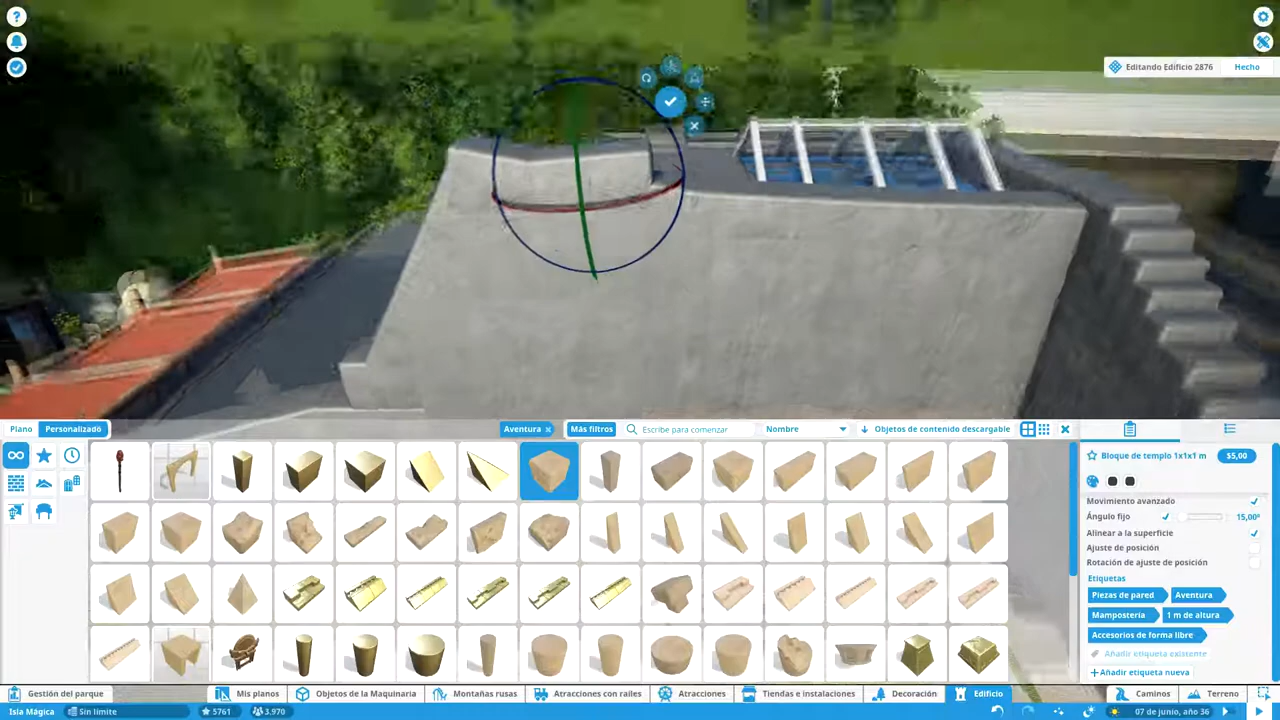 Editando Edificio 2876
Hecho
Plano
Personalizado
Aventura
Más filtros
Escribe para comenzar
Nombre
Objetos de contenido descargable
Bloque de templo 1x1x1 m
$5,00
Movimiento avanzado
Ángulo fijo
15,00°
Alinear a la superficie
Ajuste de posición
Rotación de ajuste de posición
Etiquetas
Piezas de pared
Aventura
Mampostería
1 m de altura
Accesorios de forma libre
Añadir etiqueta existente
+Añadir etiqueta nueva
Gestión del parque
Mis planos
Objetos de la Maquinaria
Montañas rusas
Atracciones con raíles
Atracciones
Tiendas e instalaciones
Decoración
Edificio
Caminos
Terreno
Isla Mágica
Sin límite
5761
3,970
07 de junio, año 36